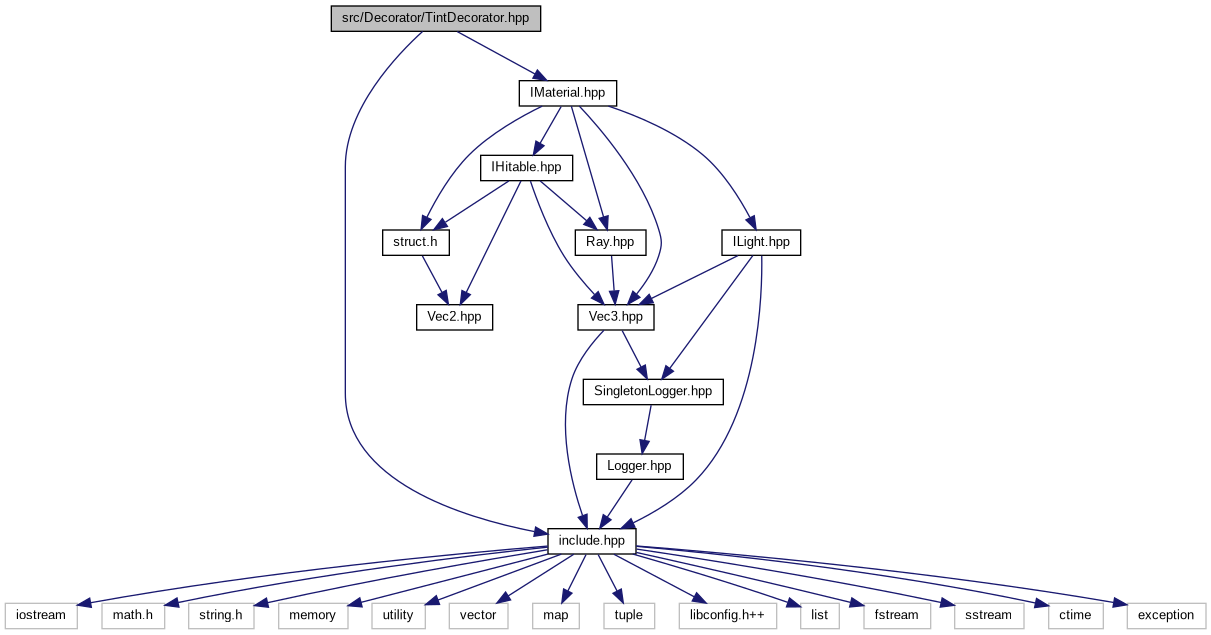 src/Decorator/TintDecorator.hpp
IMaterial.hpp
IHitable.hpp
struct.h
Ray.hpp
ILight.hpp
Vec2.hpp
Vec3.hpp
SingletonLogger.hpp
Logger.hpp
include.hpp
iostream
math.h
string.h
memory
utility
vector
map
tuple
libconfig.h++
list
fstream
sstream
ctime
exception